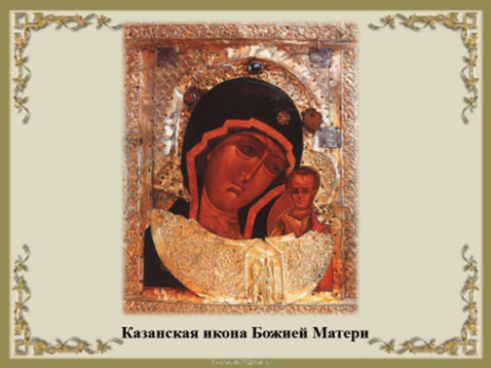 Казанская икона Божией Матери